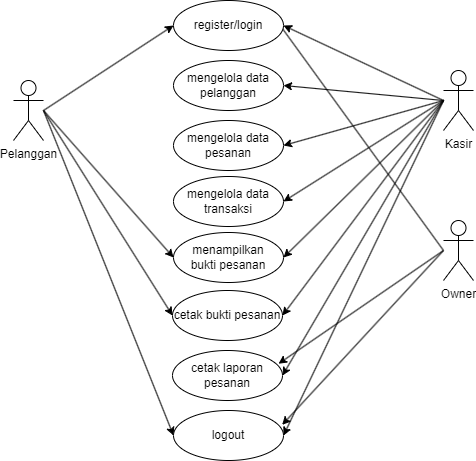 register/login
mengelola data
pelanggan
Pelanggan
Kasir
mengelola data
pesanan
mengelola data
transaksi
menampilkan
bukti pesanan
Owner
cetak bukti pesanan
cetak laporan
pesanan
logout